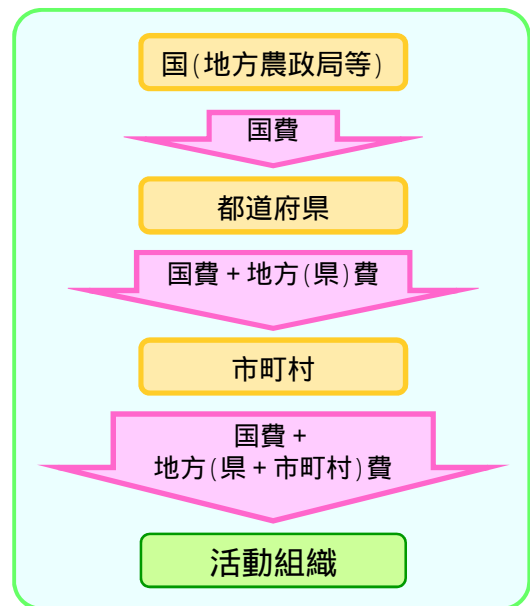 国(地方農政局等)
国費
都道府県
国費+地方(県)費
市町村
国費+
地方(県+市町村)費
活動組織